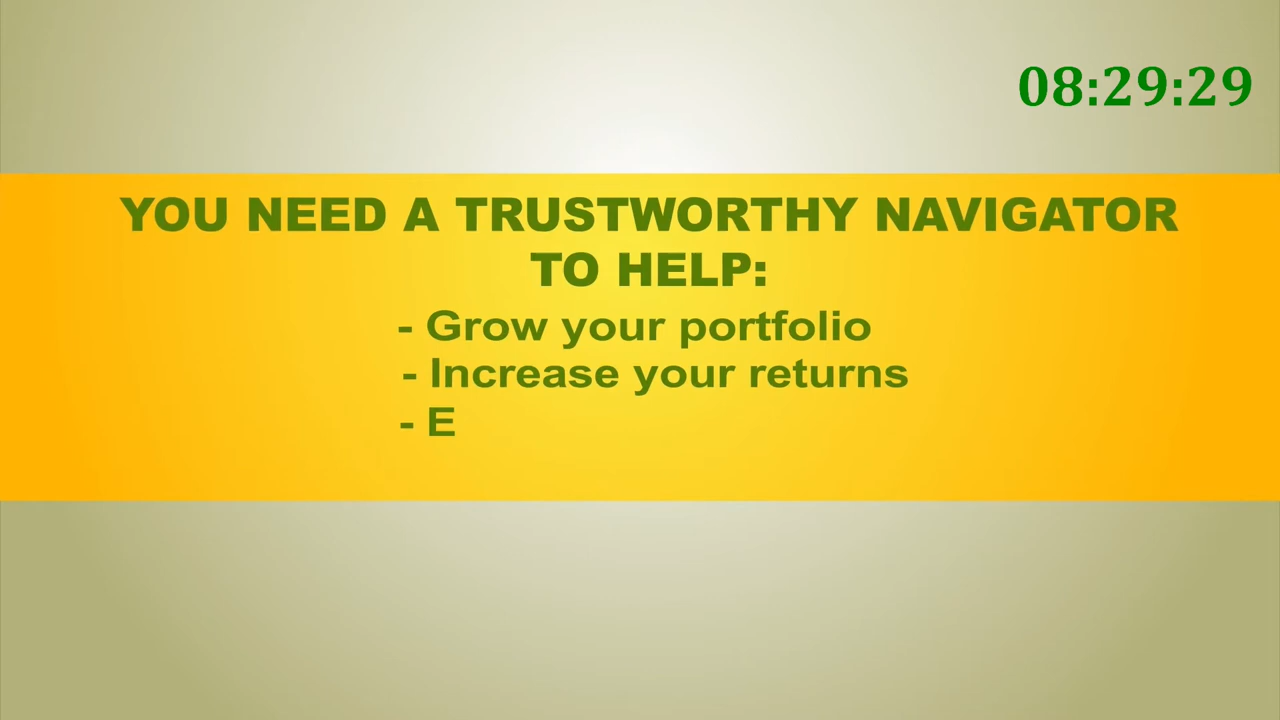 08:29:29
YOU NEED A TRUSTWORTHY NAVIGATOR
TO HELP:
- Grow your portfolio
- Increase your returns
- E